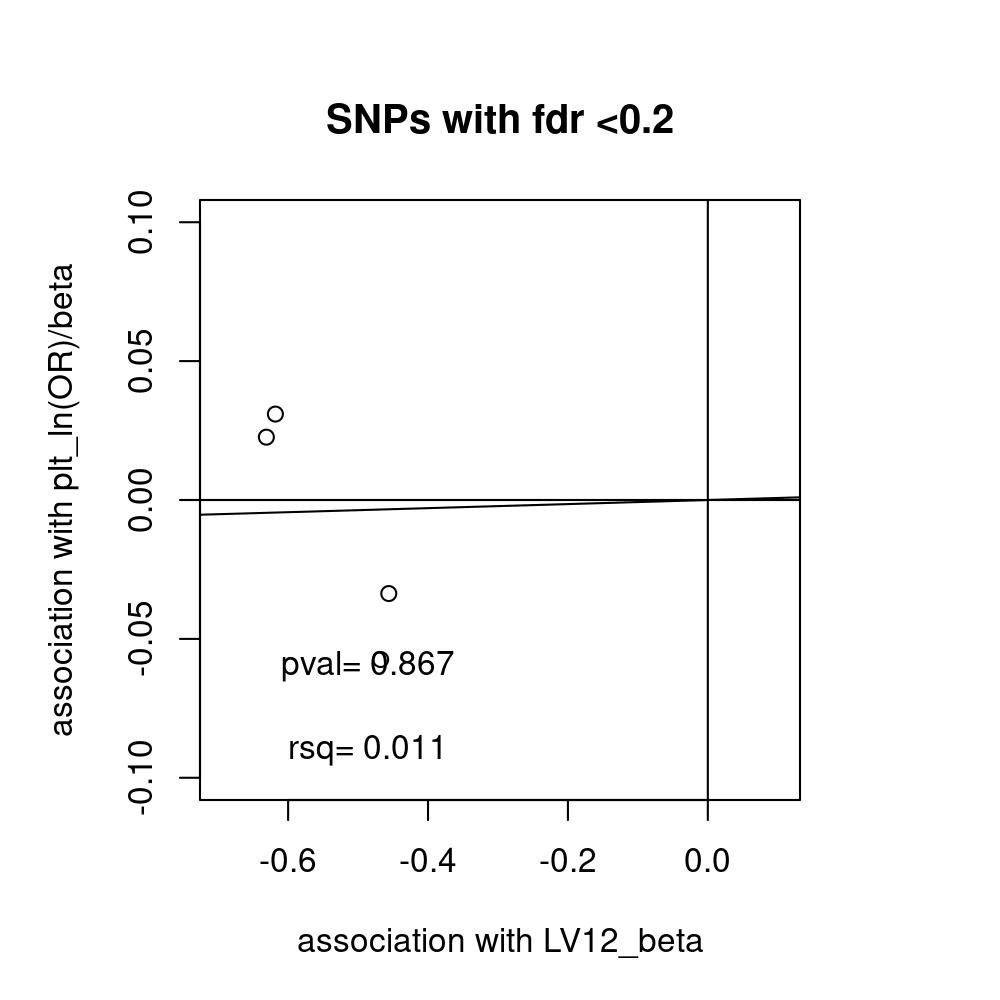 SNPs with fdr <0.2
association with plt_ln(OR)/beta
0.10
0.05
0.00
-0.05
-0.10
pval= 0.867
rsq= 0.011
-0.6 -0.4 -0.2 0.0
association with LV12_beta